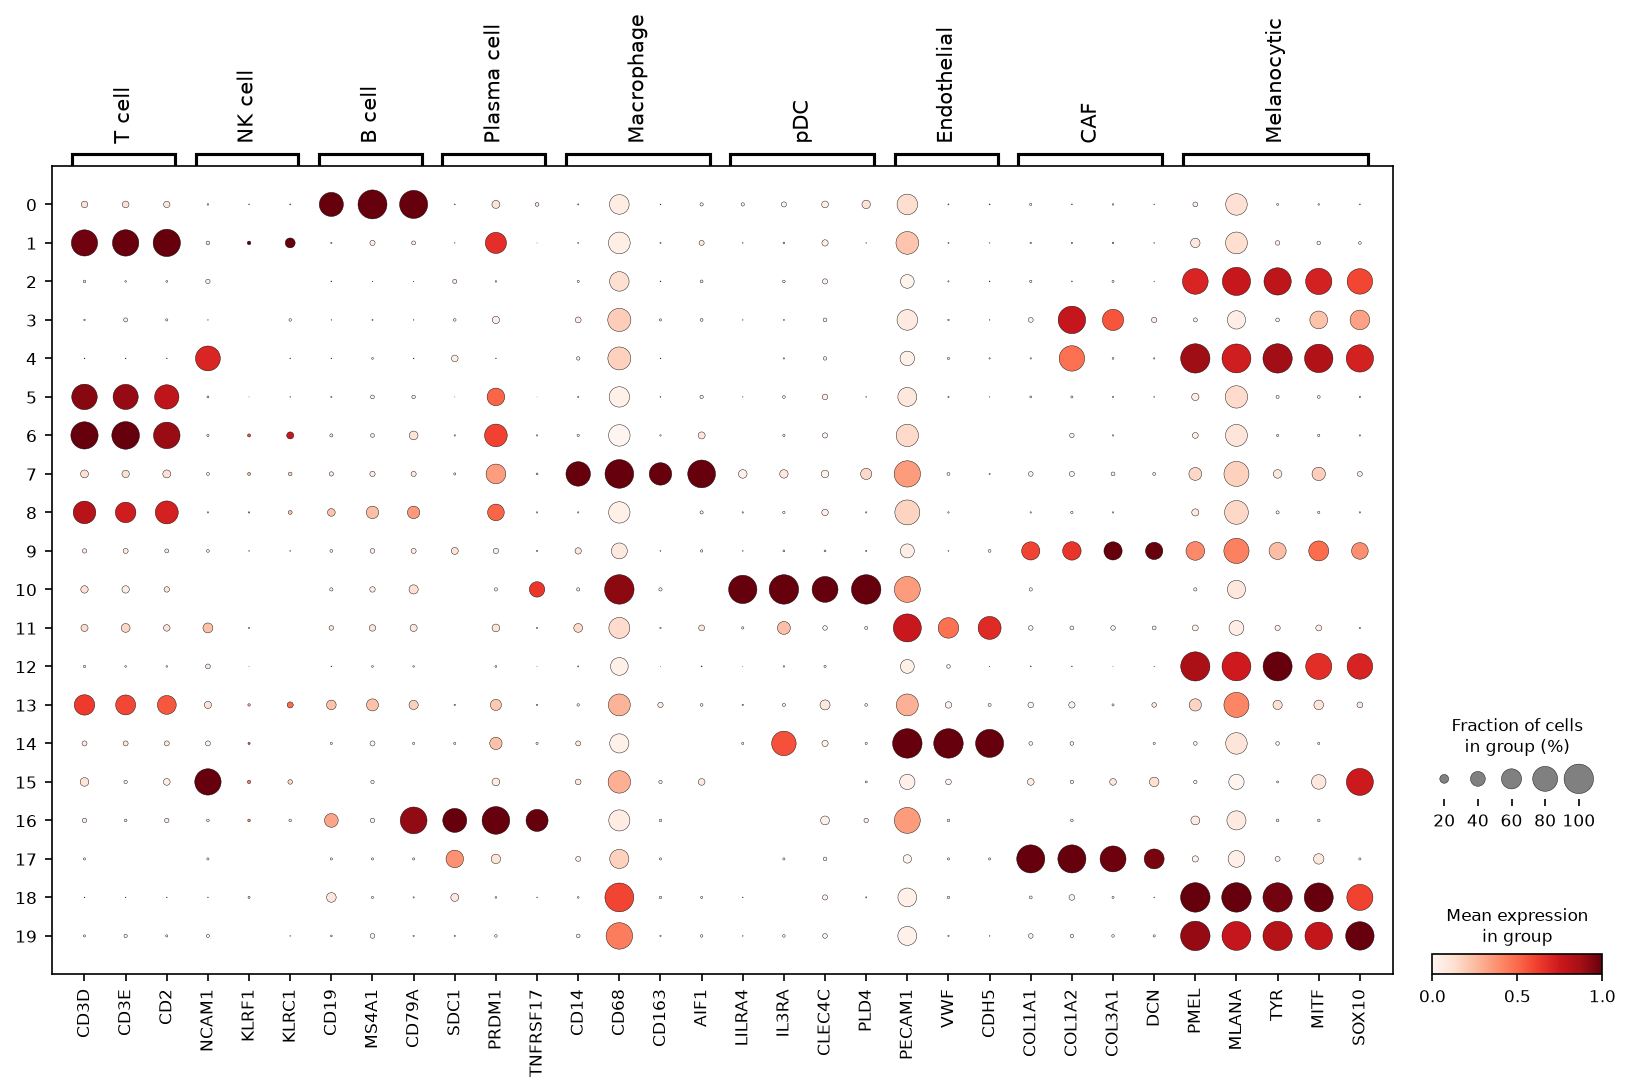 T cell
NK cell
B cell
Plasma cell
Macrophage
pDC
Endothelial
CAF
Melanocytic
0
1
2
3
4
5
6
7
8
9
10
11
12
13
14
15
16
17
18
19
CD3D
CD3E
CD2
NCAM1
KLRF1
KLRC1
CD19
MS4A1
CD79A
SDC1
PRDM1
TNFRSF17
CD14
CD68
CD163
AIF1
LILRA4
IL3RA
CLEC4C
PLD4
PECAM1
VWF
CDH5
COL1A1
COL1A2
COL3A1
DCN
PMEL
MLANA
TYR
MITF
SOX10
Fraction of cells
in group (%)
20 40 60 80 100
Mean expression
in group
0.0 0.5 1.0